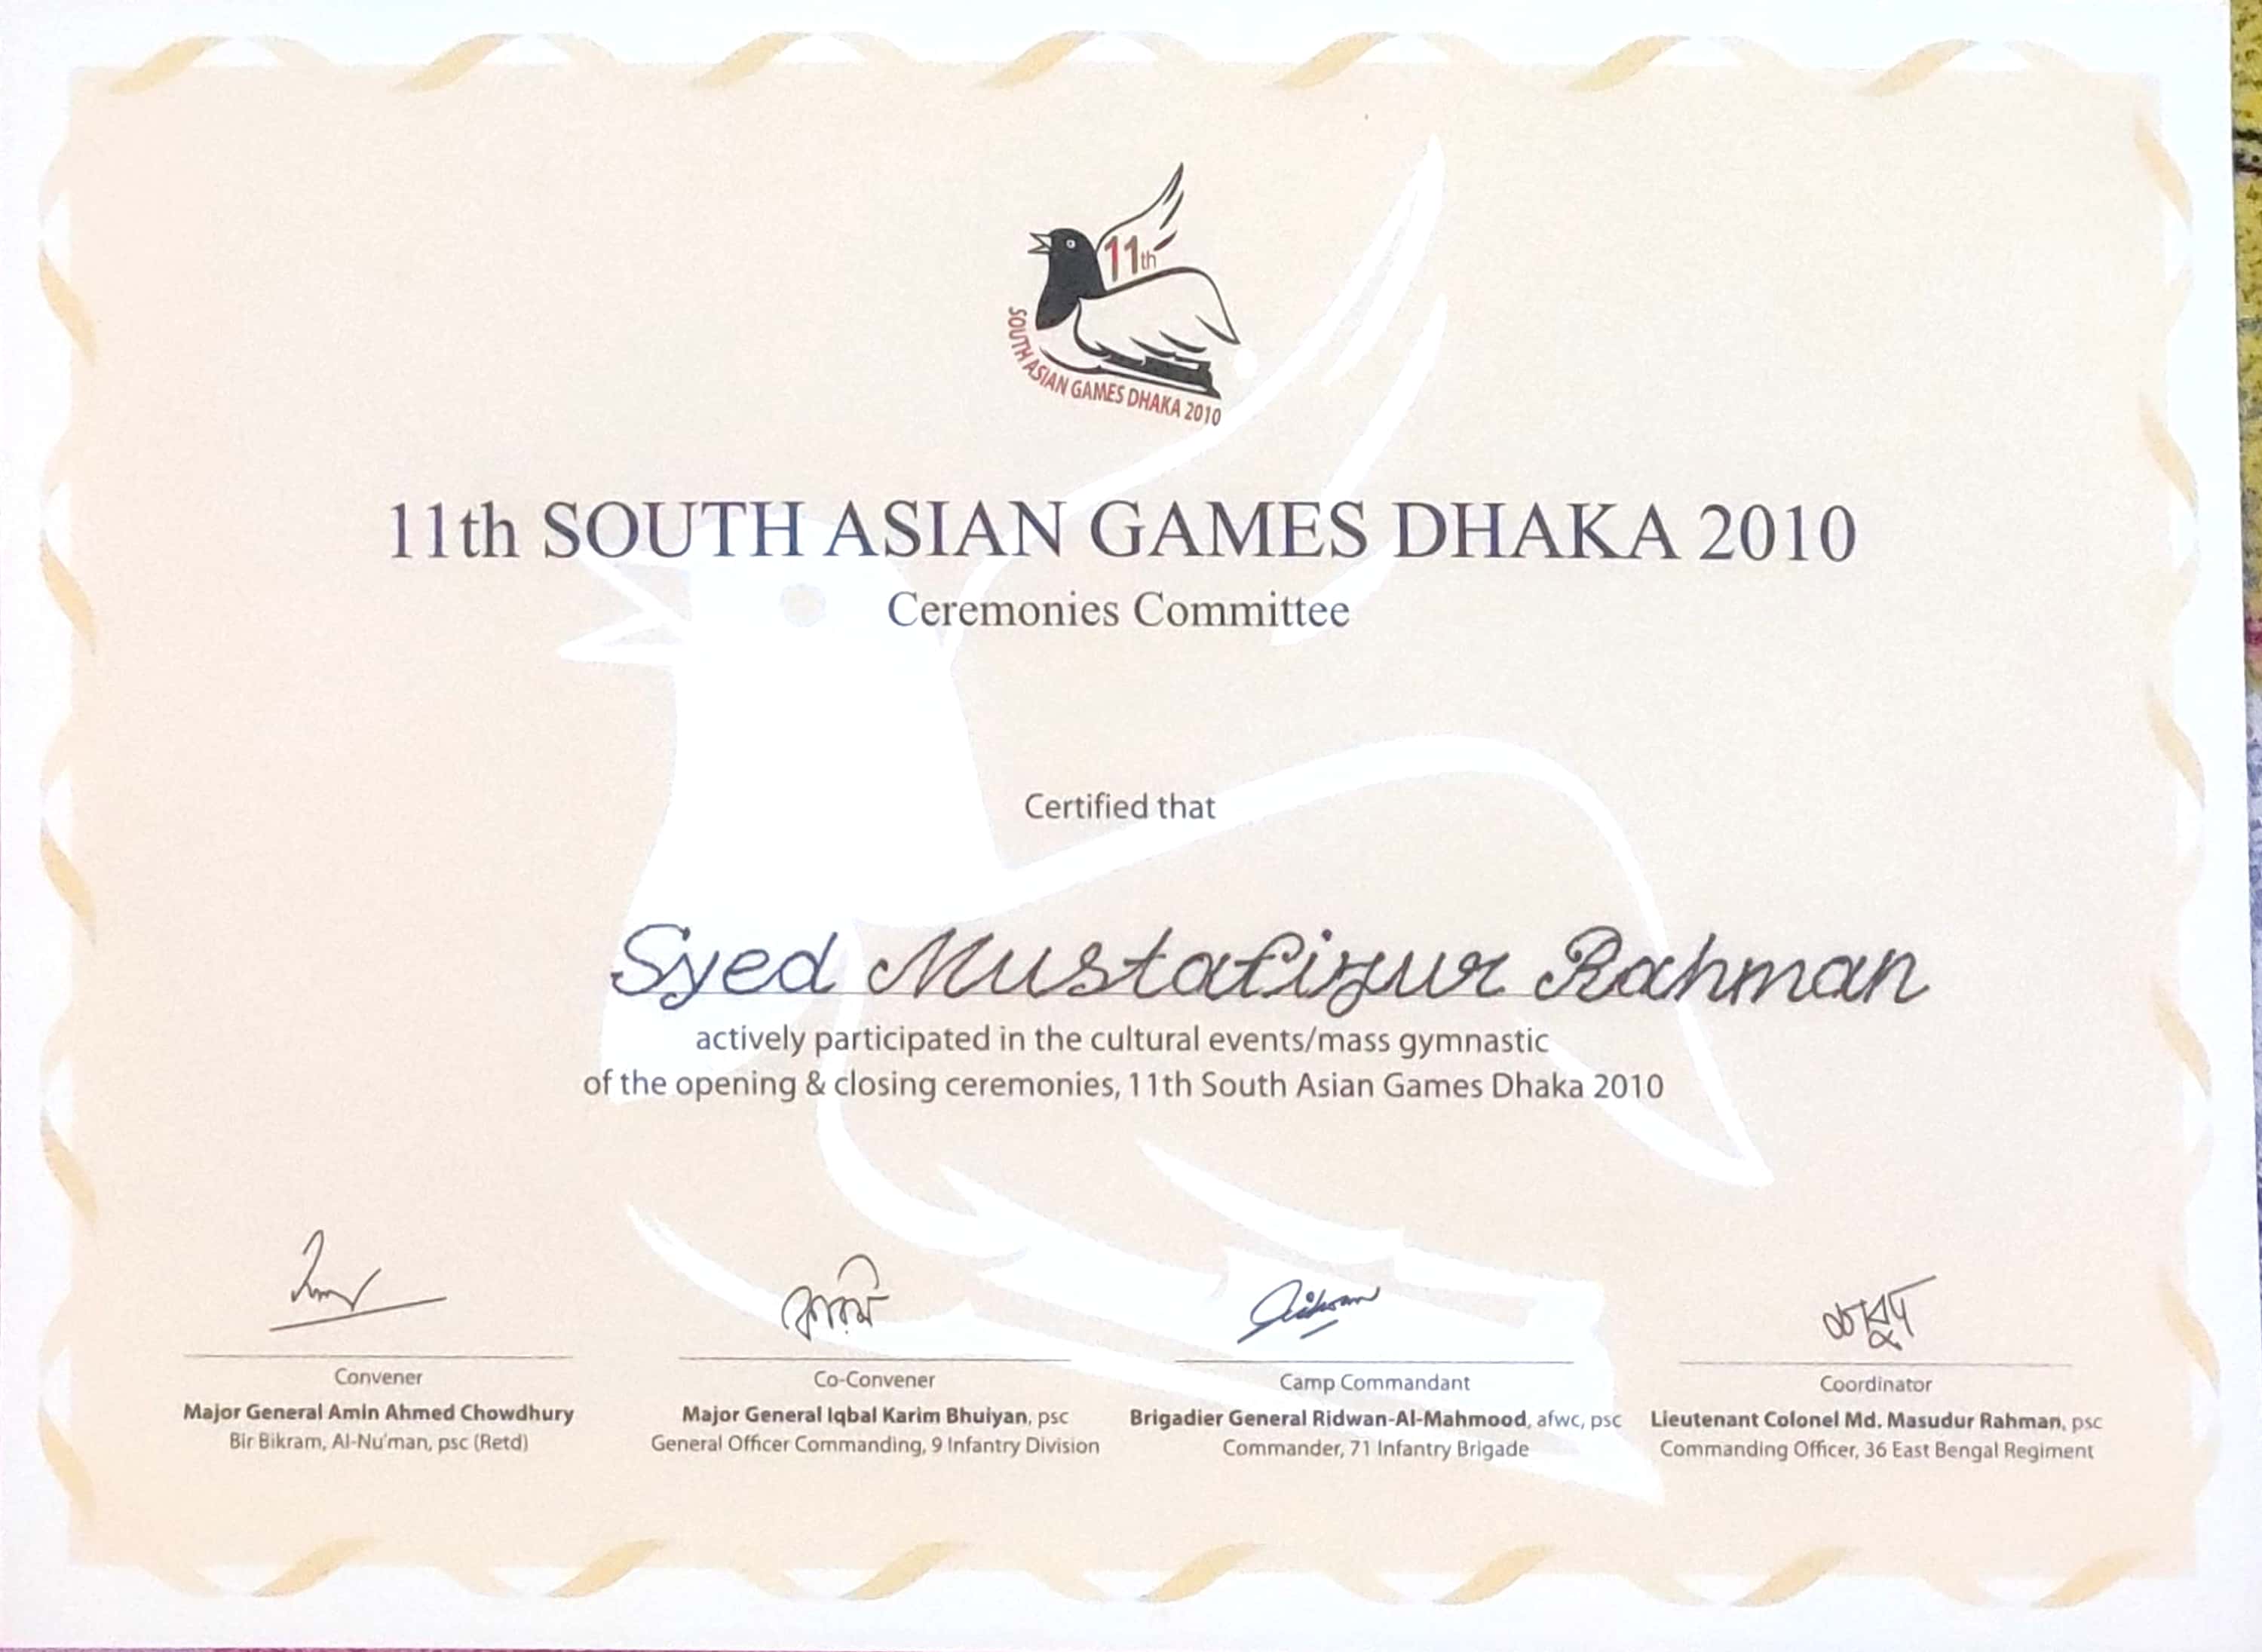 11th
SOUTH ASIAN GAMES DHAKA 2010
11th SOUTH ASIAN GAMES DHAKA 2010
Ceremonies Committee
Certified that
Syed Mustafizur Rahman
actively participated in the cultural events/mass gymnastic
of the opening & closing ceremonies, 11th South Asian Games Dhaka 2010
Convener
Major General Amin Ahmed Chowdhury
Bir Bikram, Al-Nu'man, psc (Retd)
Co-Convener
Major General Iqbal Karim Bhuiyan, psc
General Officer Commanding, 9 Infantry Division
Camp Commandant
Brigadier General Ridwan-Al-Mahmood, afwc, psc
Commander, 71 Infantry Brigade
Coordinator
Lieutenant Colonel Md. Masudur Rahman, psc
Commanding Officer, 36 East Bengal Regiment